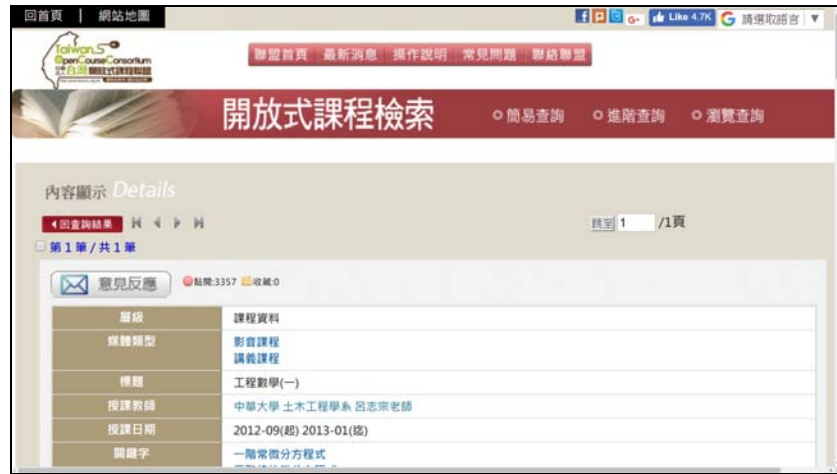 回首頁 | 網站地圖
Like 4.7K 請選取語言 ▼
Taiwan
OpenCourseConsortium
台灣開放式課程聯盟
聯盟首頁 最新消息 操作說明 常見問題 聯絡聯盟
開放式課程檢索
簡易查詢 進階查詢 瀏覽查詢
內容顯示 Details
回查詢結果
跳至 1 /1頁
第 1 筆 / 共 1 筆
意見反應 點閱:3357 收藏:0
層級 課程資料
媒體類型 影音課程
講義課程
標題 工程數學(一)
授課教師 中華大學 土木工程學系 呂志宗老師
授課日期 2012-09(起) 2013-01(迄)
關鍵字 一階常微分方程式